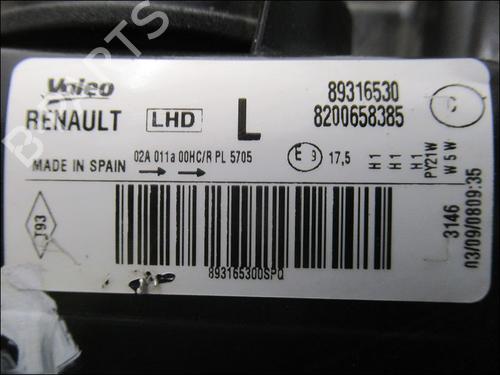 Valeo
RENAULT
LHD
L
89316530
8200658385
C
02A 011a 00HC/R PL 5705
E 9
17,5
H1
H1
H1
PY21W
W5W
MADE IN SPAIN
193
3146
03/09/0809:35
893165300SPQ